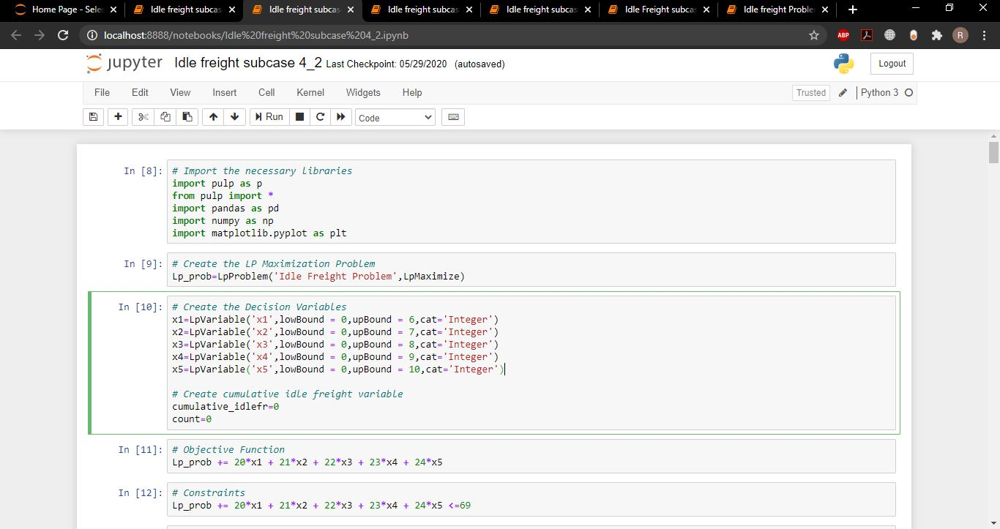 Home Page - Sele
Idle freight subcas
Idle freight subcas
Idle freight subcas
Idle freight subcas
Idle Freight subcas
Idle freight Proble
localhost:8888/notebooks/Idle%20freight%20subcase%204_2.ipynb
ABP
R
jupyter Idle freight subcase 4_2 Last Checkpoint: 05/29/2020 (autosaved)
Logout
File Edit View Insert Cell Kernel Widgets Help
Trusted Python 3
Run Code
In [8]: # Import the necessary libraries
import pulp as p
from pulp import *
import pandas as pd
import numpy as np
import matplotlib.pyplot as plt
In [9]: # Create the LP Maximization Problem
Lp_prob=LpProblem('Idle Freight Problem',LpMaximize)
In [10]: # Create the Decision Variables
x1=LpVariable('x1',lowBound = 0,upBound = 6,cat='Integer')
x2=LpVariable('x2',lowBound = 0,upBound = 7,cat='Integer')
x3=LpVariable('x3',lowBound = 0,upBound = 8,cat='Integer')
x4=LpVariable('x4',lowBound = 0,upBound = 9,cat='Integer')
x5=LpVariable('x5',lowBound = 0,upBound = 10,cat='Integer')
# Create cumulative idle freight variable
cumulative_idlefr=0
count=0
In [11]: # Objective Function
Lp_prob += 20*x1 + 21*x2 + 22*x3 + 23*x4 + 24*x5
In [12]: # Constraints
Lp_prob += 20*x1 + 21*x2 + 22*x3 + 23*x4 + 24*x5 <=69